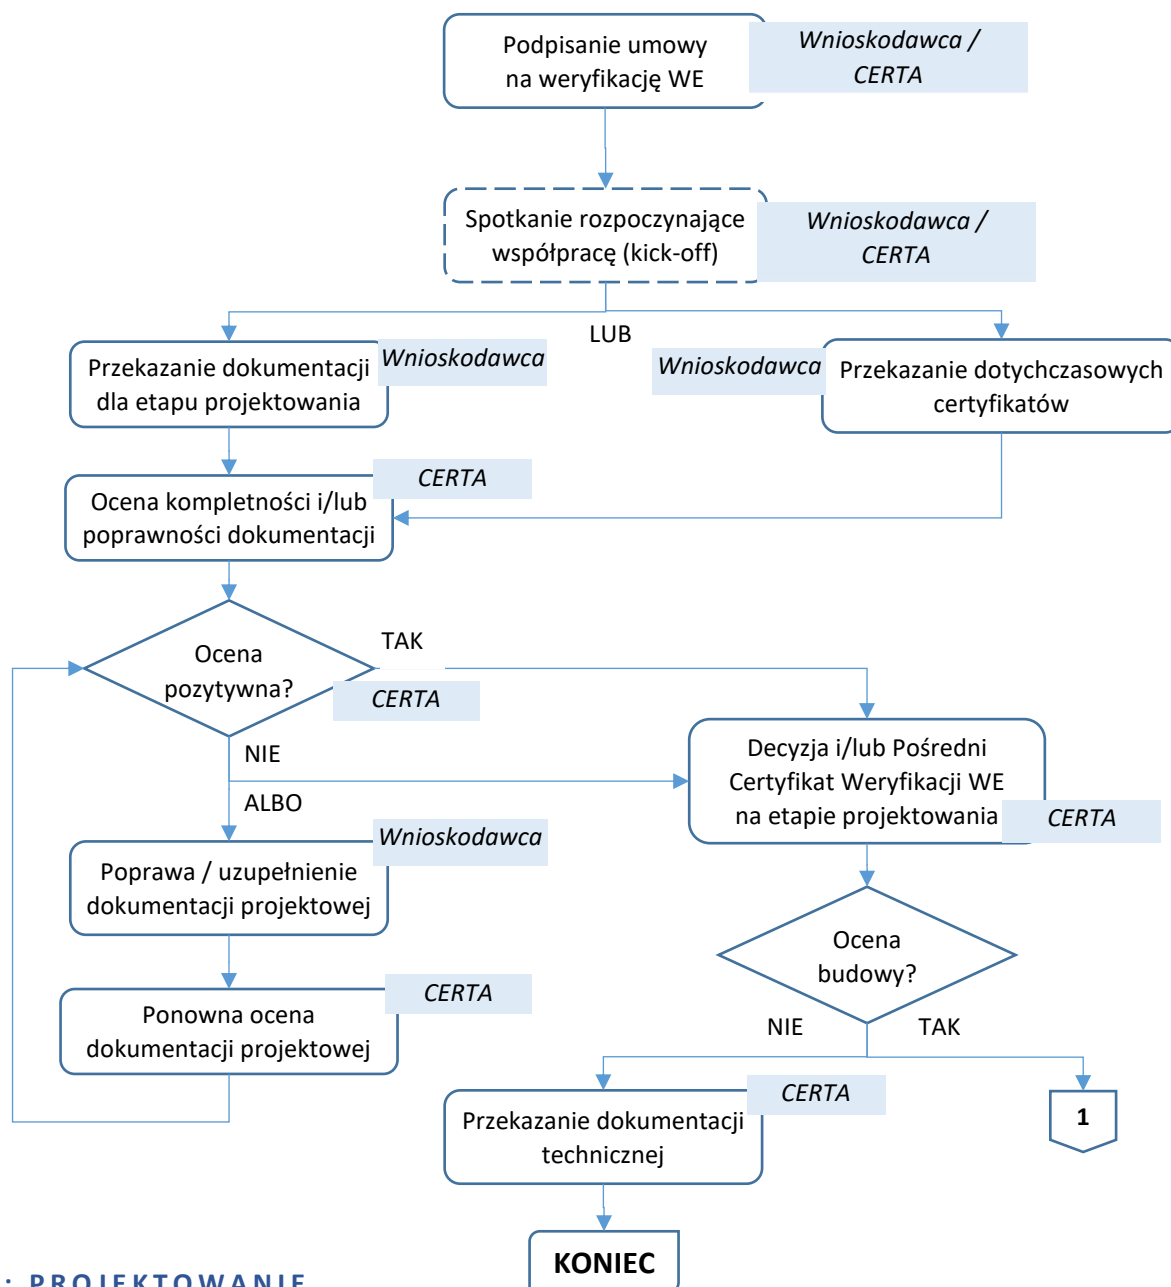 Podpisanie umowy
na weryfikację WE
Wnioskodawca /
CERTA
Spotkanie rozpoczynające
współpracę (kick-off)
Wnioskodawca /
CERTA
LUB
Przekazanie dokumentacji
dla etapu projektowania
Wnioskodawca
Wnioskodawca
Przekazanie dotychczasowych
certyfikatów
Ocena kompletności i/lub
poprawności dokumentacji
CERTA
Ocena
pozytywna?
TAK
CERTA
NIE
ALBO
Decyzja i/lub Pośredni
Certyfikat Weryfikacji WE
na etapie projektowania
CERTA
Poprawa / uzupełnienie
dokumentacji projektowej
Wnioskodawca
Ocena
budowy?
Ponowna ocena
dokumentacji projektowej
CERTA
NIE
TAK
Przekazanie dokumentacji
technicznej
CERTA
1
KONIEC
: PROJEKTOWANIE